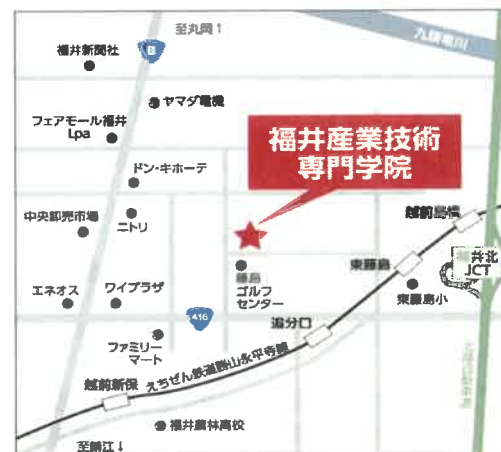 至丸岡↑
九頭竜川
福井新聞社
8
ヤマダ電機
フェアモール福井
Lpa
福井産業技術
専門学院
ドン・キホーテ
中央卸売市場
ニトリ
越前島橋
福井北
JCT
東藤島
藤島
ゴルフ
センター
エネオス
ワイプラザ
東藤島小
416
追分口
ファミリー
マート
えちぜん鉄道勝山永平寺線
越前新保
福井農林高校
至鯖江↓